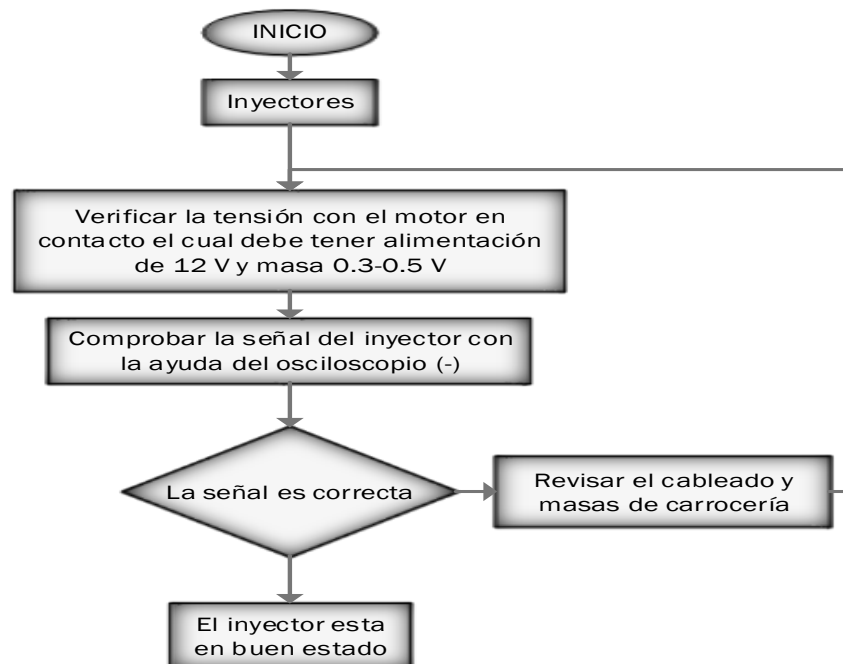 INICIO
Inyectores
Verificar la tensión con el motor en
contacto el cual debe tener alimentación
de 12 V y masa 0.3-0.5 V
Comprobar la señal del inyector con
la ayuda del osciloscopio (-)
La señal es correcta
Revisar el cableado y
masas de carrocería
El inyector esta
en buen estado